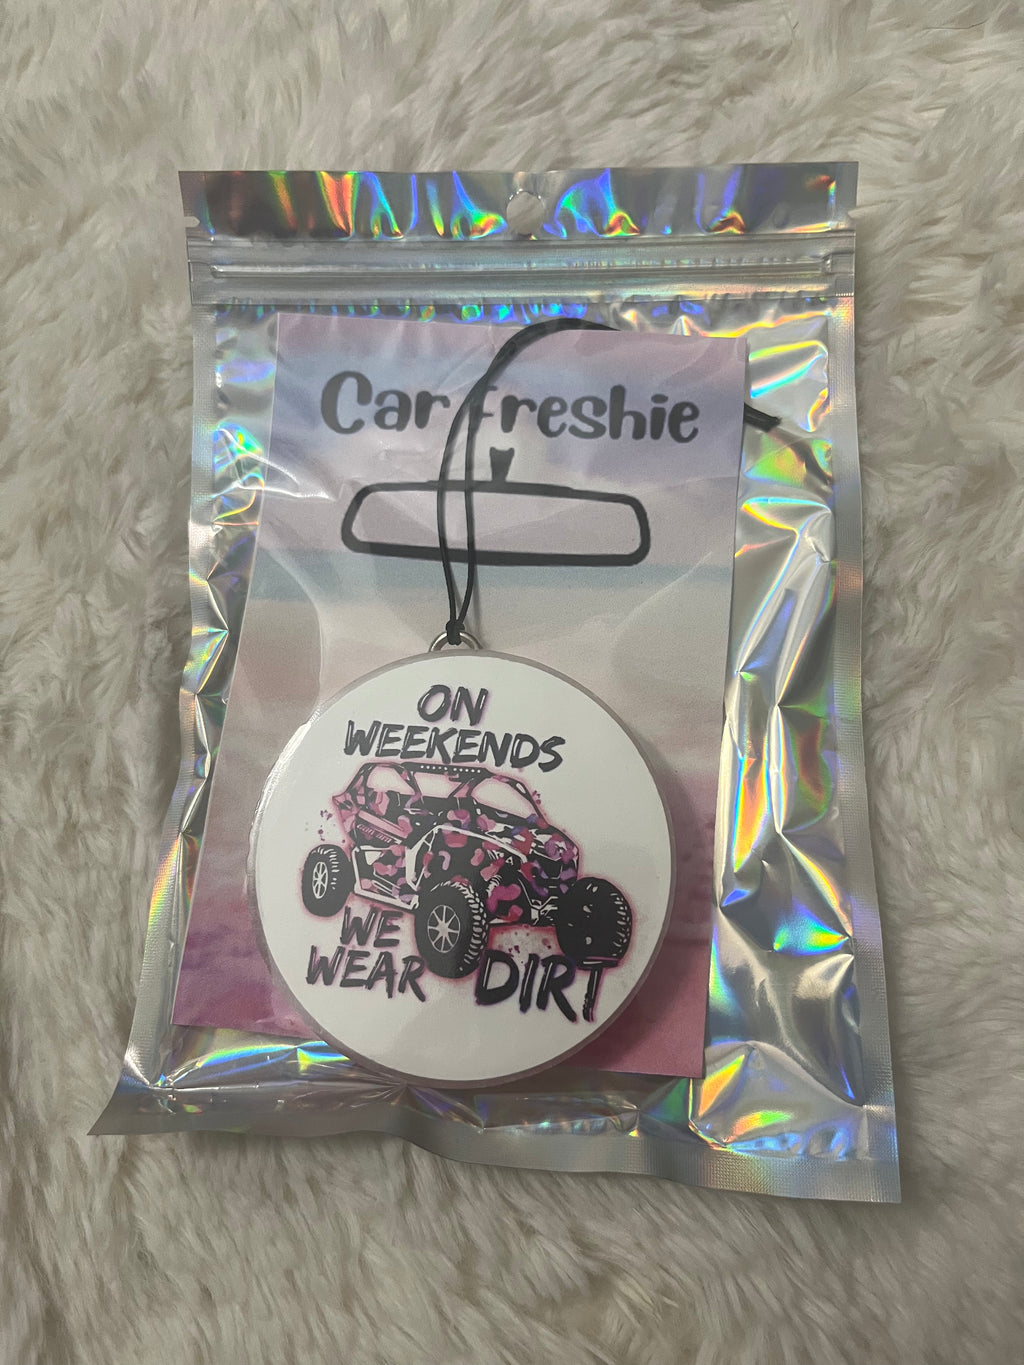 Car Freshie
ON
WEEKENDS
WE
WEAR DIRT